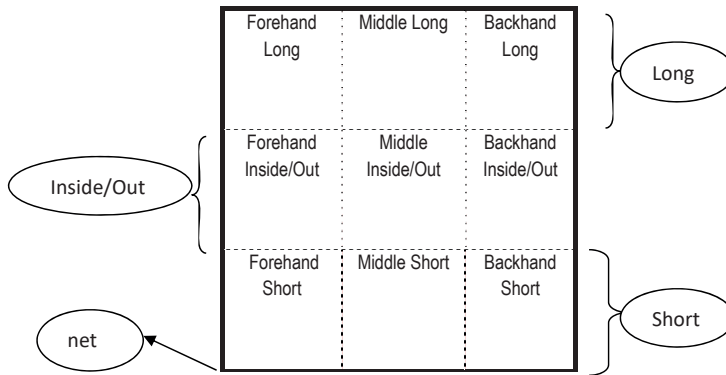 Forehand
Long
Middle Long
Backhand
Long
Long
Forehand
Inside/Out
Middle
Inside/Out
Backhand
Inside/Out
Inside/Out
Forehand
Short
Middle Short
Backhand
Short
Short
net